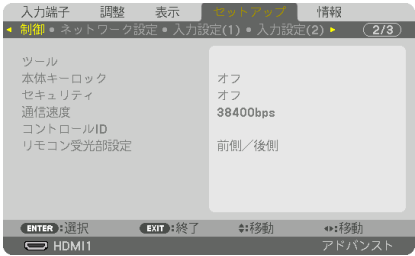 入力端子 調整 表示 セットアップ 情報
制御 • ネットワーク設定 • 入力設定(1) • 入力設定(2) 2/3
ツール
本体キーロック オフ
セキュリティ オフ
通信速度 38400bps
コントロールID
リモコン受光部設定 前側/後側
ENTER:選択 EXIT:終了 :移動 :移動
HDMI1 アドバンスト